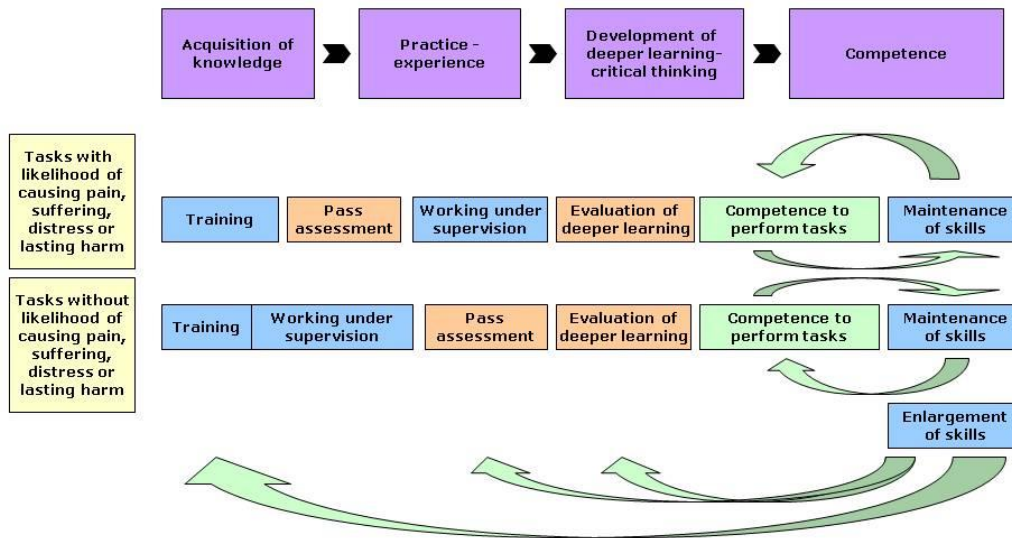 Acquisition of
knowledge
Practice -
experience
Development of
deeper learning-
critical thinking
Competence
Tasks with
likelihood of
causing pain,
suffering,
distress or
lasting harm
Training
Pass
assessment
Working under
supervision
Evaluation of
deeper learning
Competence to
perform tasks
Maintenance
of skills
Tasks without
likelihood of
causing pain,
suffering,
distress or
lasting harm
Training
Working under
supervision
Pass
assessment
Evaluation of
deeper learning
Competence to
perform tasks
Maintenance
of skills
Enlargement
of skills